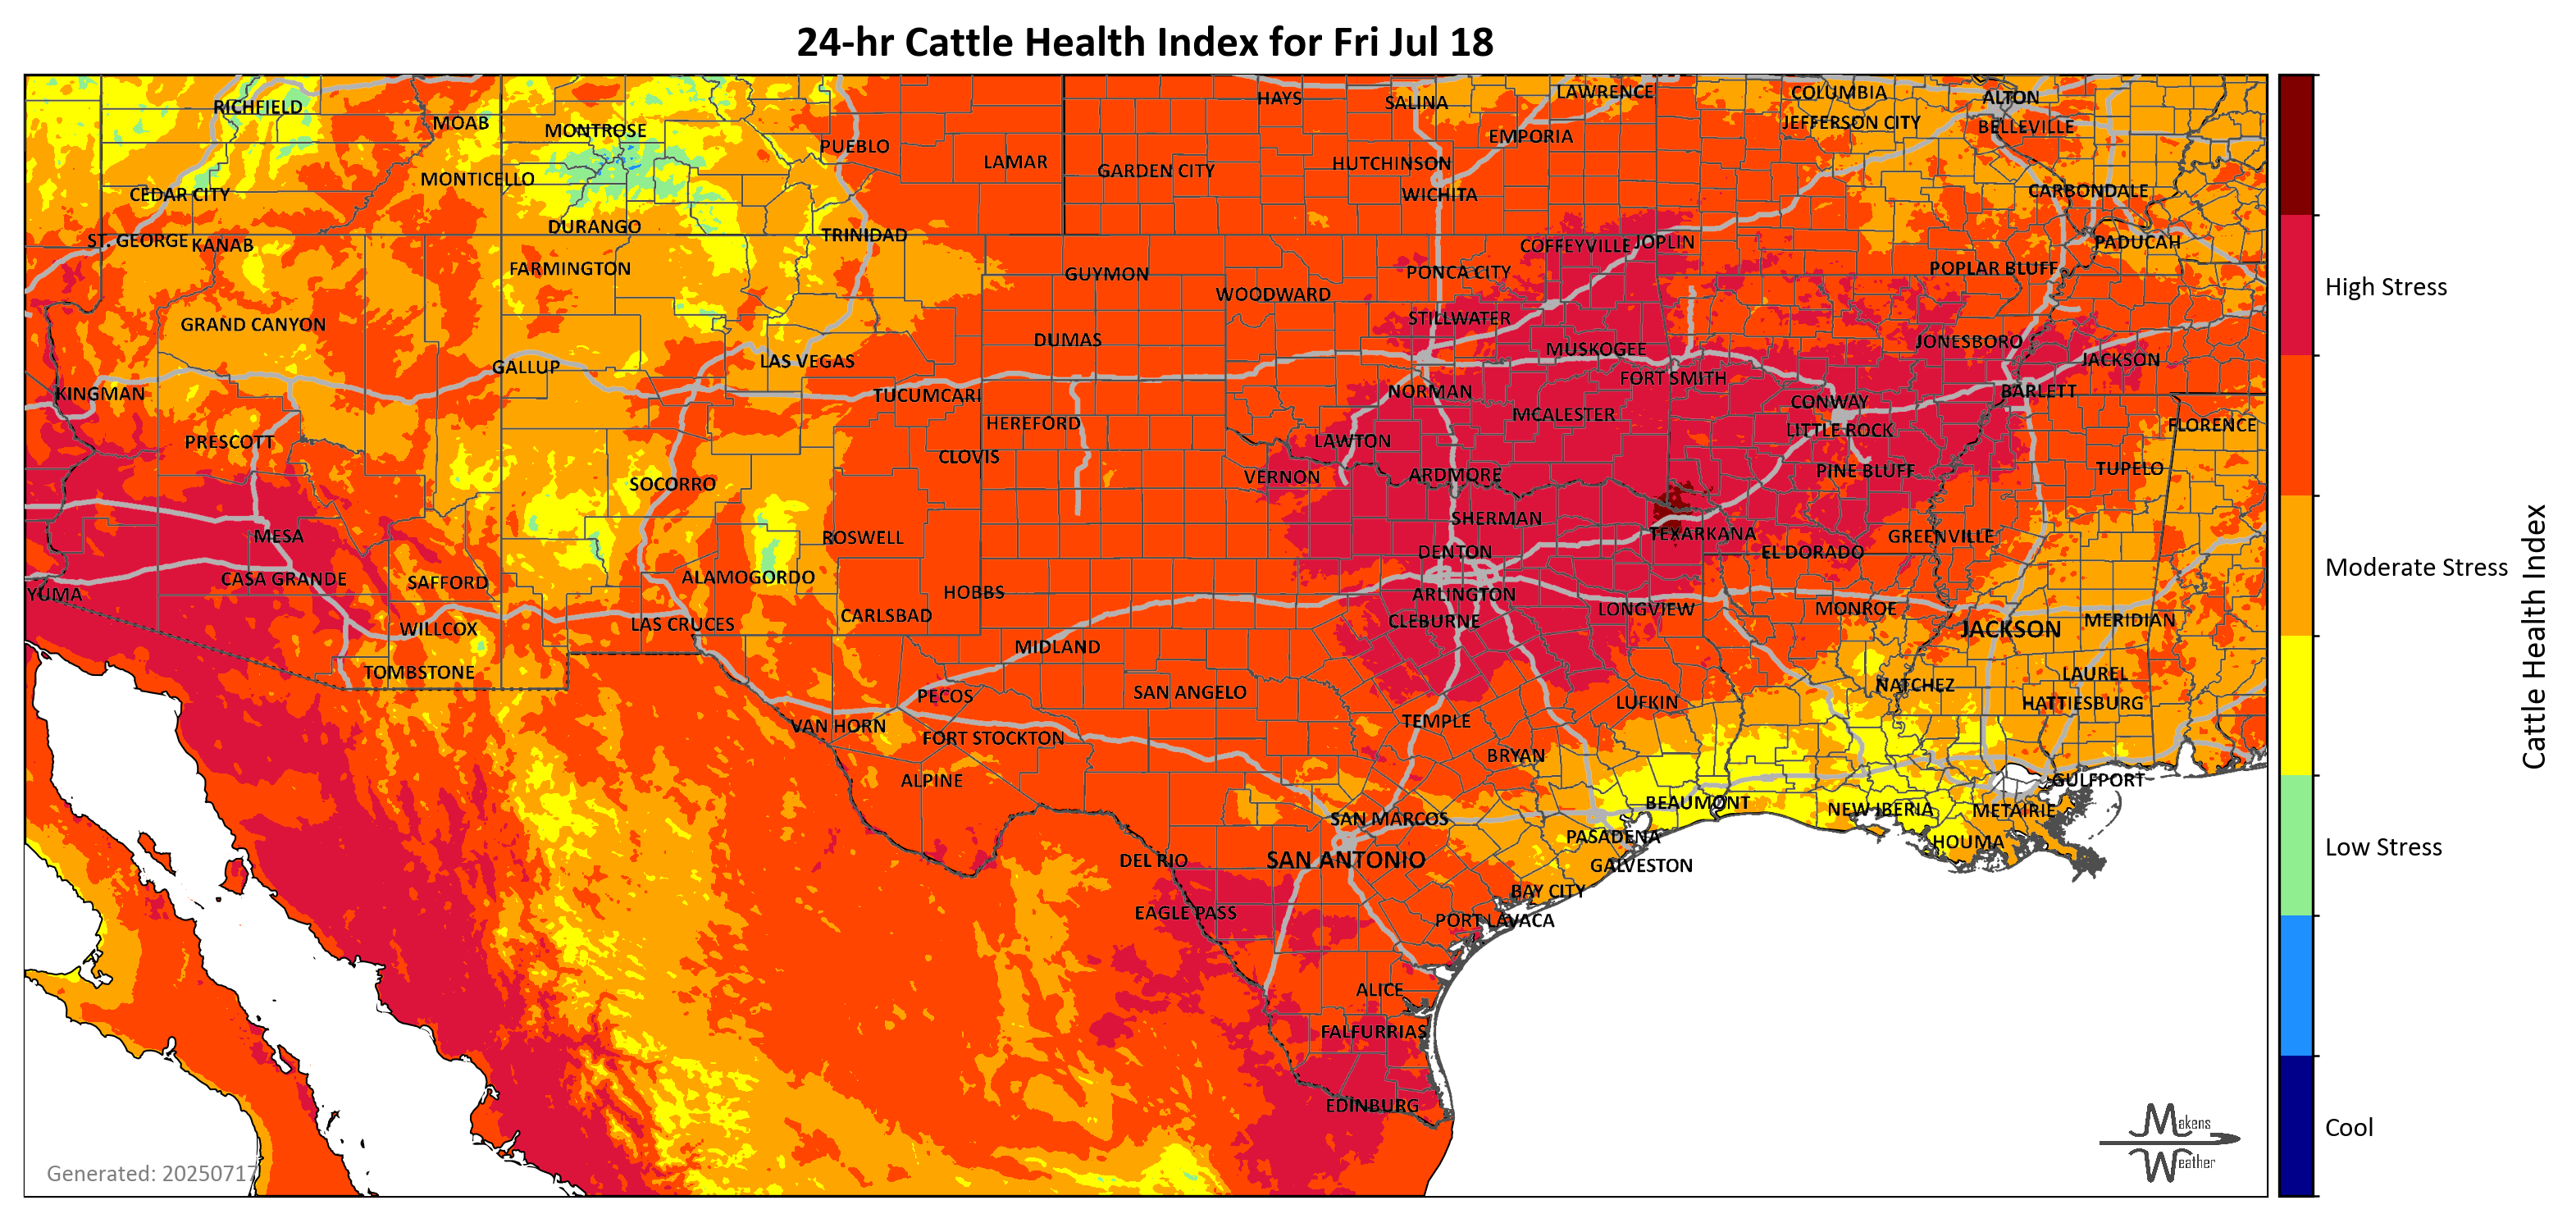 24-hr Cattle Health Index for Fri Jul 18
RICHFIELD
MOAB
MONTROSE
PUEBLO
LAMAR
HAYS
SALINA
LAWRENCE
COLUMBIA
ALTON
JEFFERSON CITY
BELLEVILLE
EMPORIA
GARDEN CITY
HUTCHINSON
WICHITA
MONTICELLO
CEDAR CITY
CARBONDALE
DURANGO
TRINIDAD
ST. GEORGE
KANAB
COFFEYVILLE
JOPLIN
PADUCAH
FARMINGTON
GUYMON
PONCA CITY
POPLAR BLUFF
WOODWARD
High Stress
GRAND CANYON
STILLWATER
DUMAS
MUSKOGEE
JONESBORO
GALLUP
LAS VEGAS
JACKSON
KINGMAN
TUCUMCARI
NORMAN
FORT SMITH
BARLETT
CONWAY
MCALESTER
HEREFORD
LITTLE ROCK
FLORENCE
PRESCOTT
LAWTON
CLOVIS
VERNON
ARDMORE
PINE BLUFF
TUPELO
SOCORRO
SHERMAN
MESA
ROSWELL
TEXARKANA
GREENVILLE
DENTON
EL DORADO
Moderate Stress
CASA GRANDE
SAFFORD
ALAMOGORDO
YUMA
HOBBS
ARLINGTON
LONGVIEW
MONROE
CARLSBAD
LAS CRUCES
WILLCOX
CLEBURNE
JACKSON
MERIDIAN
MIDLAND
TOMBSTONE
LAUREL
PECOS
SAN ANGELO
NATCHEZ
LUFKIN
HATTIESBURG
VAN HORN
FORT STOCKTON
TEMPLE
BRYAN
Cattle Health Index
ALPINE
GULFPORT
BEAUMONT
NEW IBERIA
METAIRIE
SAN MARCOS
PASADENA
HOUMA
Low Stress
DEL RIO
SAN ANTONIO
GALVESTON
BAY CITY
EAGLE PASS
PORT LAVACA
ALICE
FALFURRIAS
EDINBURG
Cool
Makens
Weather
Generated: 20250717